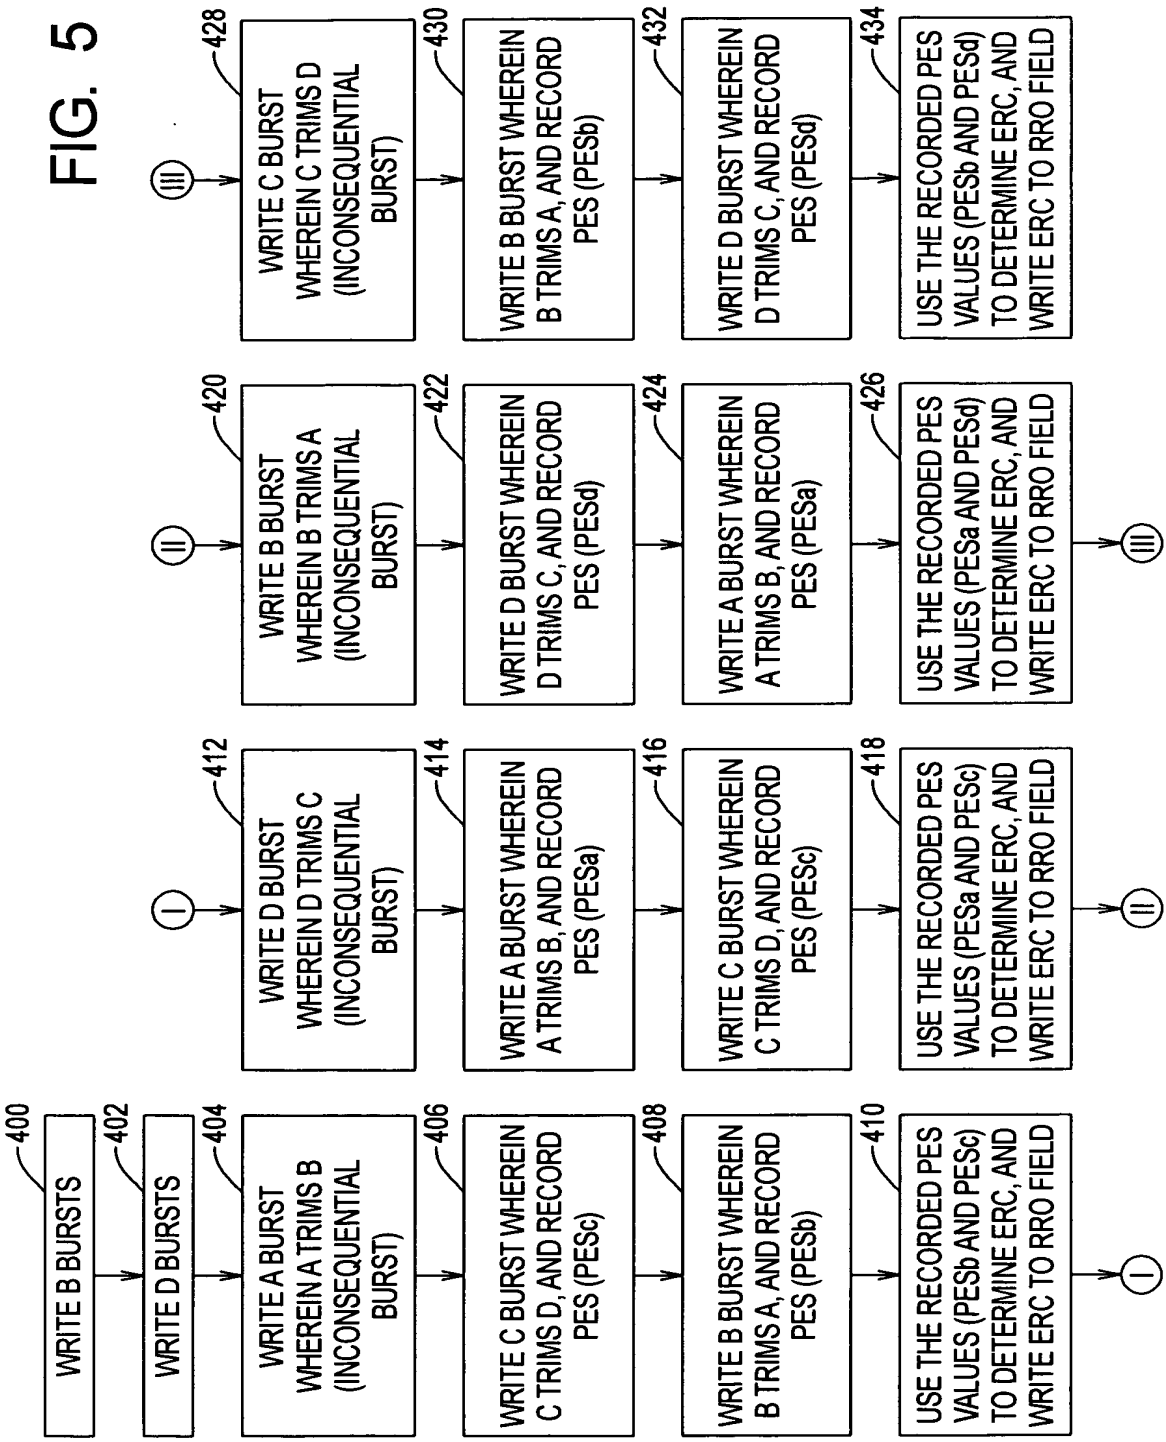 FIG. 5
400
WRITE B BURSTS
402
WRITE D BURSTS
404
WRITE A BURST
WHEREIN A TRIMS B
(INCONSEQUENTIAL
BURST)
406
WRITE C BURST WHEREIN
C TRIMS D, AND RECORD
PES (PESc)
408
WRITE B BURST WHEREIN
B TRIMS A, AND RECORD
PES (PESb)
410
USE THE RECORDED PES
VALUES (PESb AND PESc)
TO DETERMINE ERC, AND
WRITE ERC TO RRO FIELD
I
I
412
WRITE D BURST
WHEREIN D TRIMS C
(INCONSEQUENTIAL
BURST)
414
WRITE A BURST WHEREIN
A TRIMS B, AND RECORD
PES (PESa)
416
WRITE C BURST WHEREIN
C TRIMS D, AND RECORD
PES (PESc)
418
USE THE RECORDED PES
VALUES (PESa AND PESc)
TO DETERMINE ERC, AND
WRITE ERC TO RRO FIELD
II
II
420
WRITE B BURST
WHEREIN B TRIMS A
(INCONSEQUENTIAL
BURST)
422
WRITE D BURST WHEREIN
D TRIMS C, AND RECORD
PES (PESd)
424
WRITE A BURST WHEREIN
A TRIMS B, AND RECORD
PES (PESa)
426
USE THE RECORDED PES
VALUES (PESa AND PESd)
TO DETERMINE ERC, AND
WRITE ERC TO RRO FIELD
III
III
428
WRITE C BURST
WHEREIN C TRIMS D
(INCONSEQUENTIAL
BURST)
430
WRITE B BURST WHEREIN
B TRIMS A, AND RECORD
PES (PESb)
432
WRITE D BURST WHEREIN
D TRIMS C, AND RECORD
PES (PESd)
434
USE THE RECORDED PES
VALUES (PESb AND PESd)
TO DETERMINE ERC, AND
WRITE ERC TO RRO FIELD